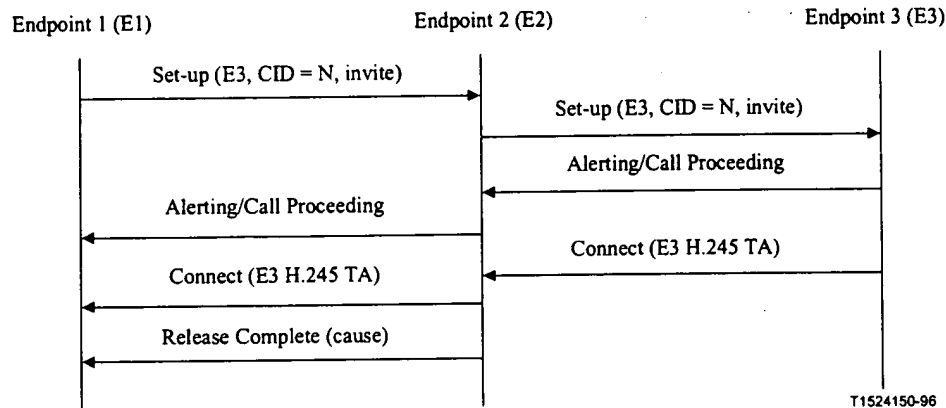 Endpoint 1 (E1)
Endpoint 2 (E2)
Endpoint 3 (E3)
Set-up (E3, CID = N, invite)
Set-up (E3, CID = N, invite)
Alerting/Call Proceeding
Alerting/Call Proceeding
Connect (E3 H.245 TA)
Connect (E3 H.245 TA)
Release Complete (cause)
T1524150-96